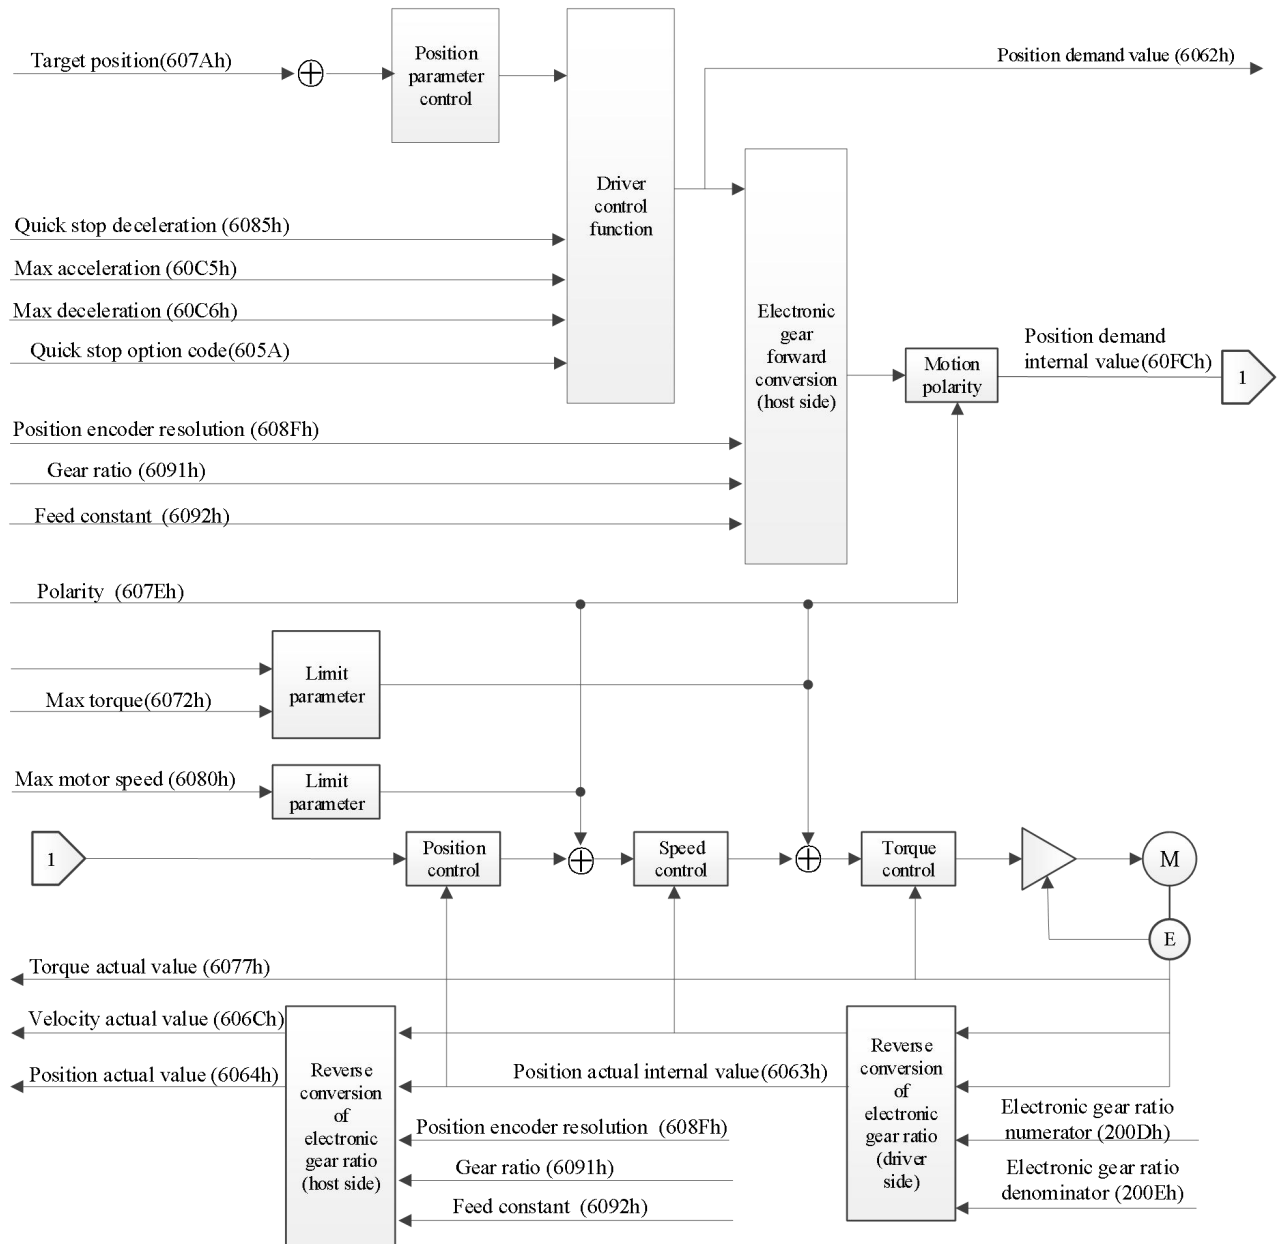 Target position(607Ah)
Position
parameter
control
Position demand value (6062h)
Driver
control
function
Quick stop deceleration (6085h)
Max acceleration (60C5h)
Max deceleration (60C6h)
Quick stop option code(605A)
Electronic
gear
forward
conversion
(host side)
Motion
polarity
Position demand
internal value(60FCh)
1
Position encoder resolution (608Fh)
Gear ratio (6091h)
Feed constant (6092h)
Polarity (607Eh)
Limit
parameter
Max torque(6072h)
Max motor speed (6080h)
Limit
parameter
1
Position
control
Speed
control
Torque
control
M
E
Torque actual value (6077h)
Velocity actual value (606Ch)
Position actual value (6064h)
Reverse
conversion
of
electronic
gear ratio
(host side)
Position actual internal value(6063h)
Position encoder resolution (608Fh)
Gear ratio (6091h)
Feed constant (6092h)
Reverse
conversion
of
electronic
gear ratio
(driver
side)
Electronic gear ratio
numerator (200Dh)
Electronic gear ratio
denominator (200Eh)